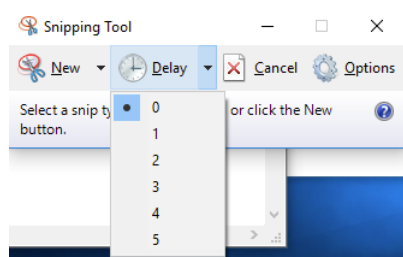 Snipping Tool
New Delay Cancel Options
Select a snip ty or click the New
button.
0
1
2
3
4
5